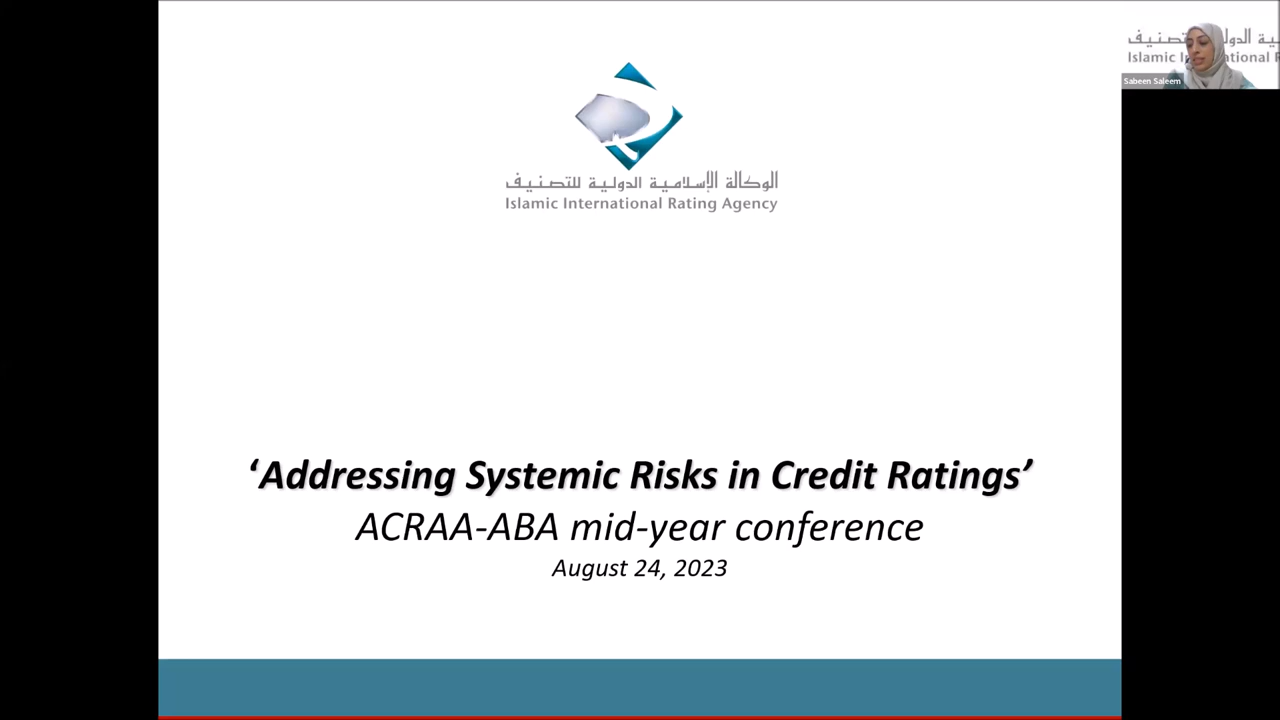 الوكالة الإسلامية الدولية للتصنيف
Islamic International Rating Agency
‘Addressing Systemic Risks in Credit Ratings’
ACRAA-ABA mid-year conference
August 24, 2023
Sabeen Saleem